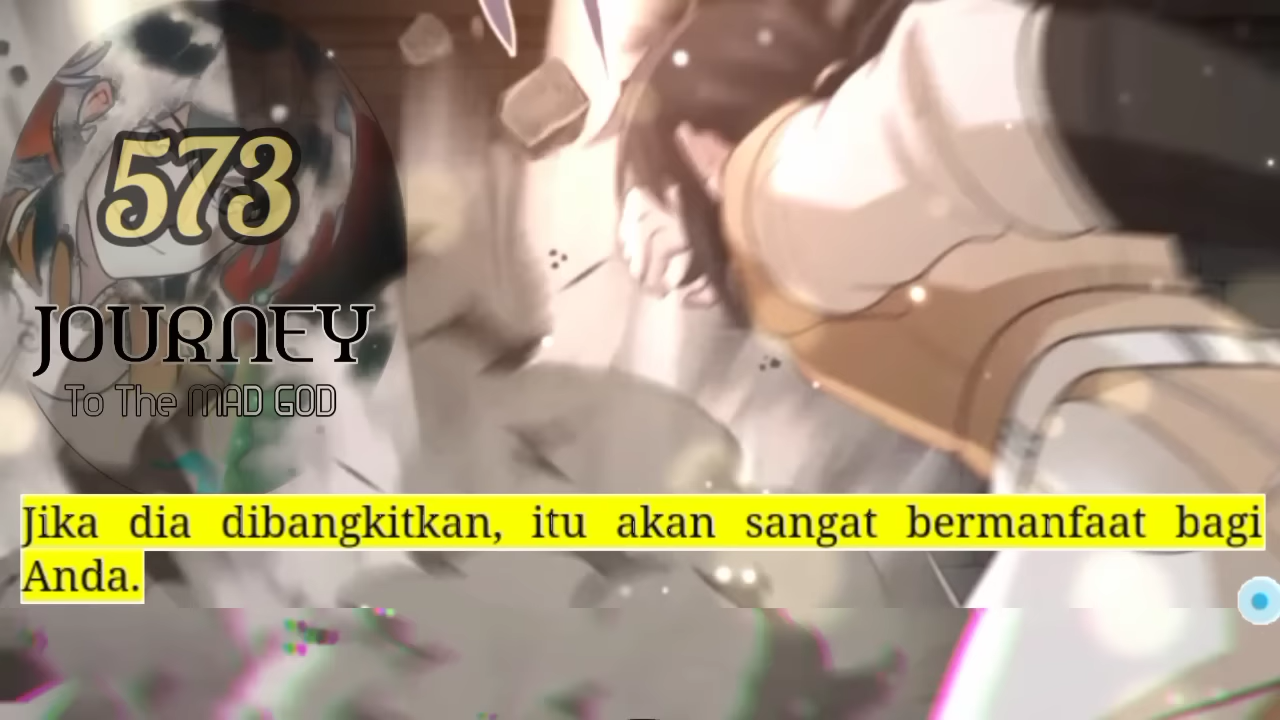 573
JOURNEY
To The MAD GOD
Jika dia dibangkitkan, itu akan sangat bermanfaat bagi
Anda.